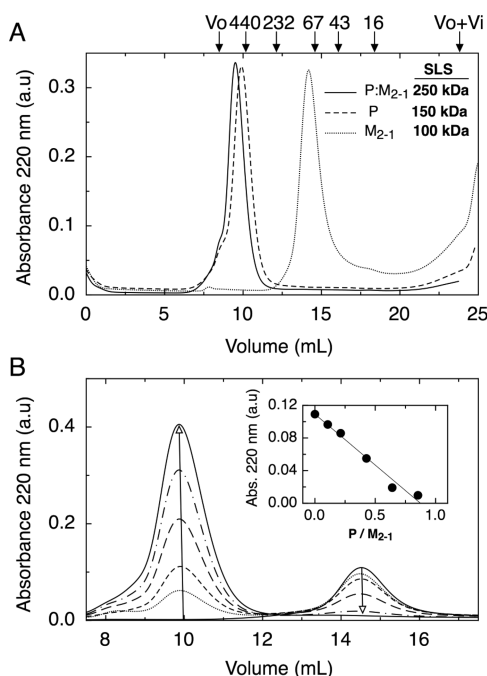 A
Vo 440 232 67 43 16 Vo+Vi
SLS
P:M2-1 250 kDa
P 150 kDa
M2-1 100 kDa
Absorbance 220 nm (a.u)
0.3
0.2
0.1
0.0
0 5 10 15 20 25
Volume (mL)
B
Absorbance 220 nm (a.u)
0.4
0.2
0.0
8 10 12 14 16
Volume (mL)
Abs. 220 nm (a.u)
0.12
0.08
0.04
0.00
0.0 0.5 1.0
P / M2-1